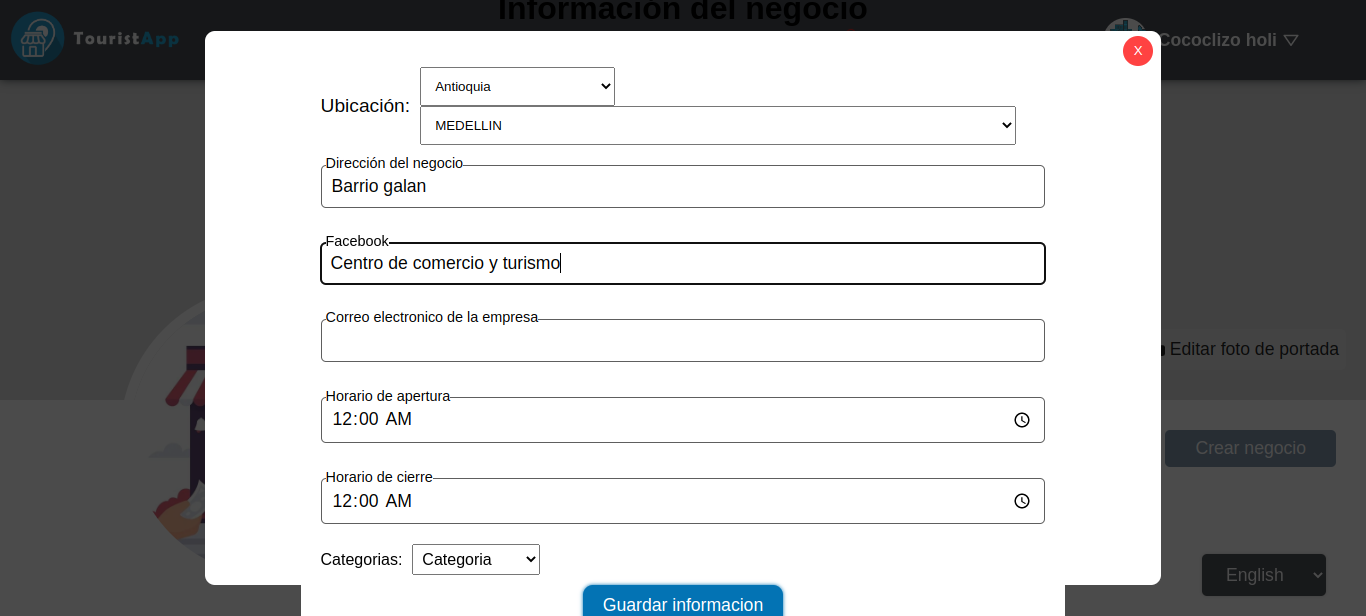 Información del negocio
TouristApp
Cococlizo holi ▽
X
Ubicación:
Antioquia
MEDELLIN
Dirección del negocio
Barrio galan
Facebook
Centro de comercio y turismo
Correo electronico de la empresa
Editar foto de portada
Horario de apertura
12:00 AM
Crear negocio
Horario de cierre
12:00 AM
Categorias:
Categoria
English
Guardar informacion